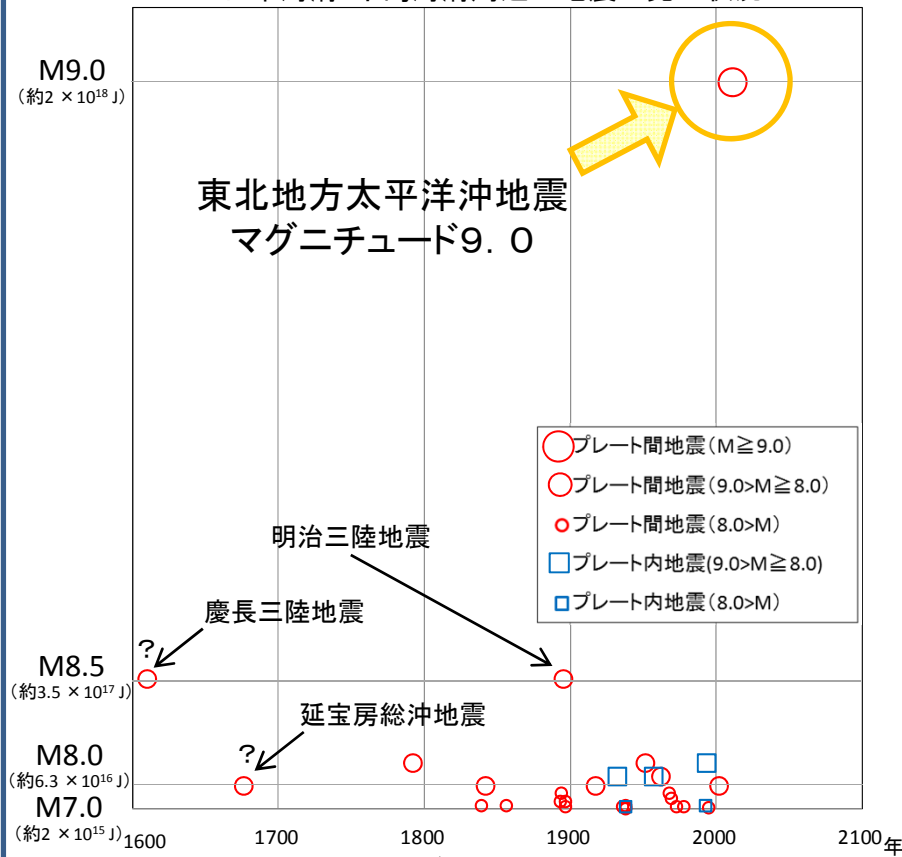 M9.0
(約2 ×10¹⁸ J)
東北地方太平洋沖地震
マグニチュード9.0
プレート間地震(M≧9.0)
プレート間地震(9.0>M≧8.0)
プレート間地震(8.0>M)
プレート内地震(9.0>M≧8.0)
プレート内地震(8.0>M)
明治三陸地震
慶長三陸地震
?
M8.5
(約3.5 ×10¹⁷ J)
延宝房総沖地震
?
M8.0
(約6.3 ×10¹⁶ J)
M7.0
(約2 ×10¹⁵ J)
1600 1700 1800 1900 2000 2100 年